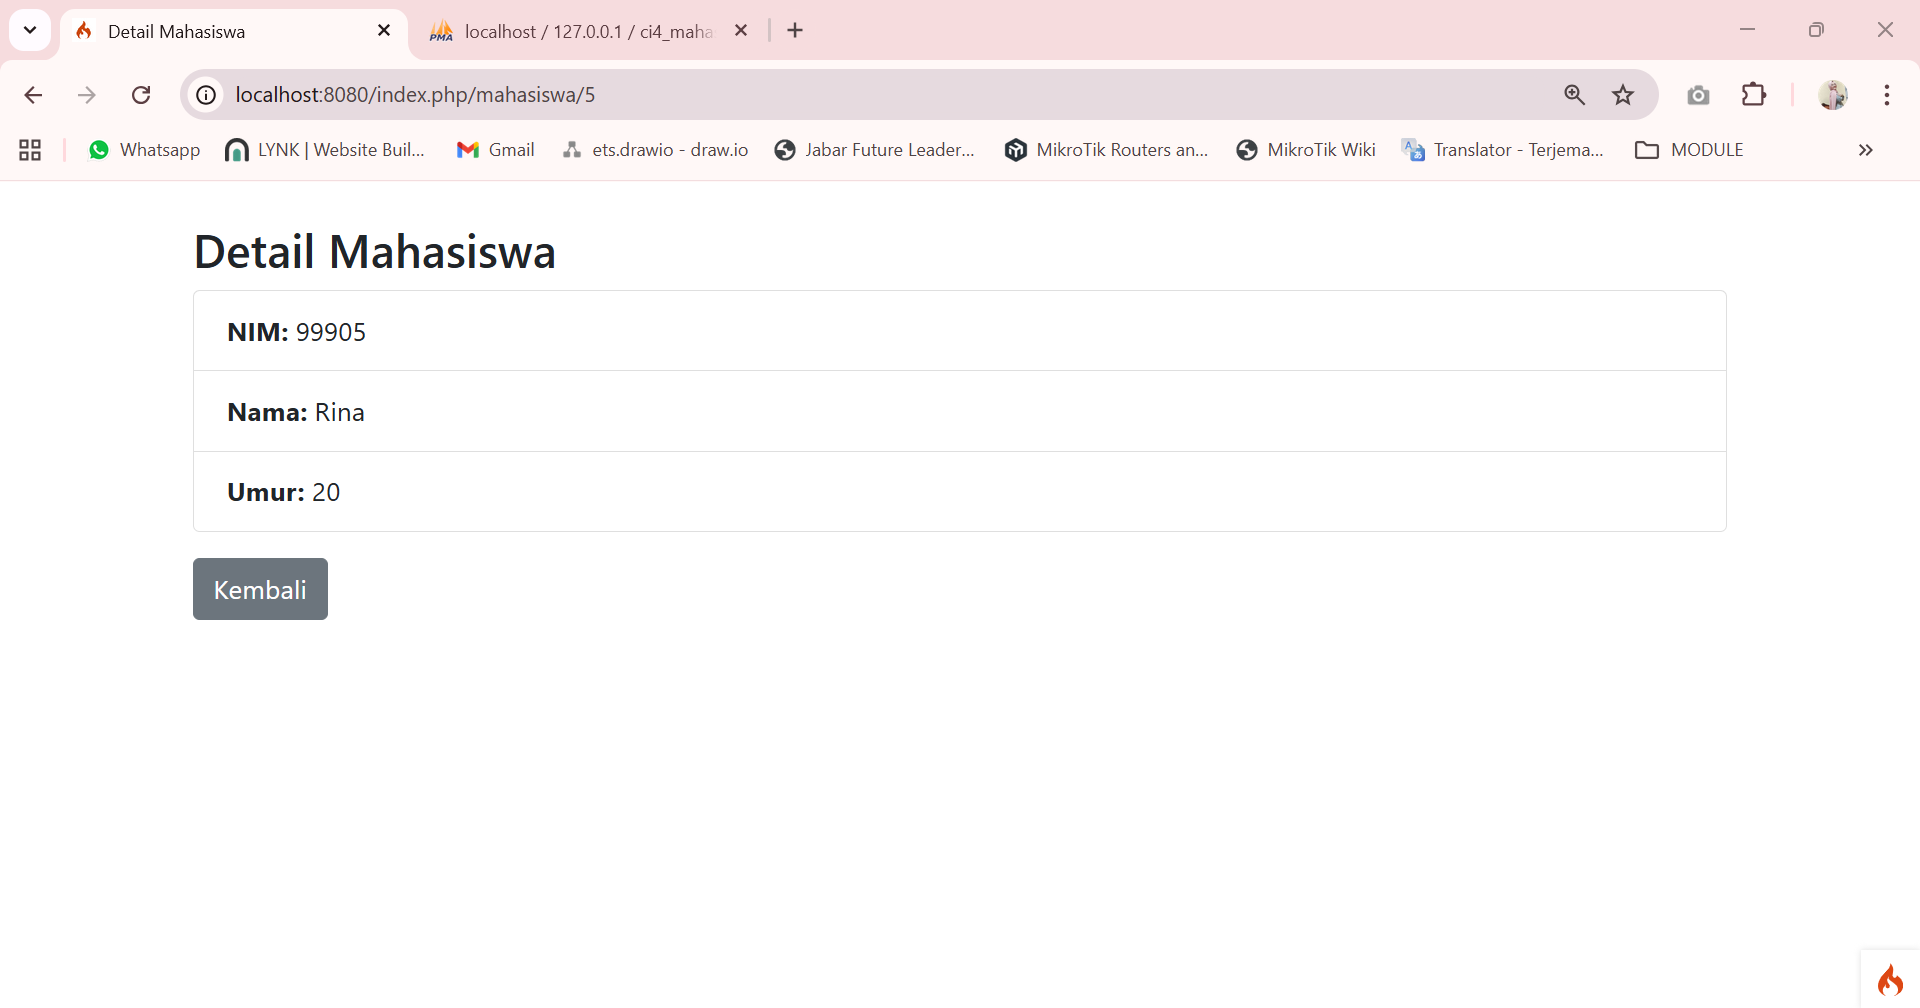 Detail Mahasiswa
localhost / 127.0.0.1 / ci4_maha
localhost:8080/index.php/mahasiswa/5
Whatsapp
LYNK | Website Buil...
Gmail
ets.drawio - draw.io
Jabar Future Leader...
MikroTik Routers an...
MikroTik Wiki
Translator - Terjema...
MODULE
Detail Mahasiswa
NIM: 99905
Nama: Rina
Umur: 20
Kembali